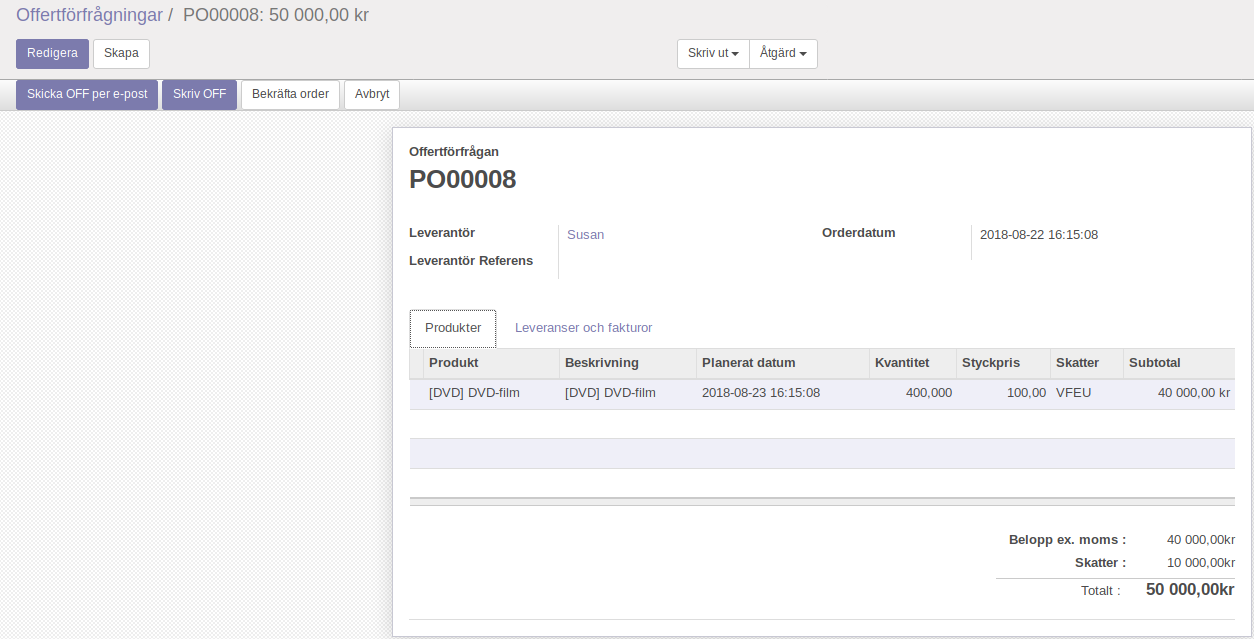 Offertförfrågningar / PO00008: 50 000,00 kr
Redigera Skapa Skriv ut Åtgärd
Skicka OFF per e-post Skriv OFF Bekräfta order Avbryt
Offertförfrågan
PO00008
Leverantör Susan Orderdatum 2018-08-22 16:15:08
Leverantör Referens
Produkter Leveranser och fakturor
Produkt Beskrivning Planerat datum Kvantitet Styckpris Skatter Subtotal
[DVD] DVD-film [DVD] DVD-film 2018-08-23 16:15:08 400,000 100,00 VFEU 40 000,00 kr
Belopp ex. moms : 40 000,00kr
Skatter : 10 000,00kr
Totalt : 50 000,00kr